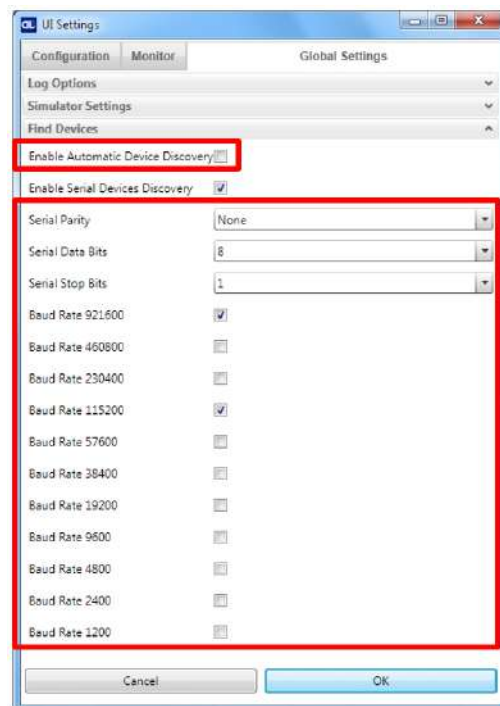 DL UI Settings
Configuration Monitor Global Settings
Log Options
Simulator Settings
Find Devices
Enable Automatic Device Discovery
Enable Serial Devices Discovery
Serial Parity None
Serial Data Bits 8
Serial Stop Bits 1
Baud Rate 921600
Baud Rate 460800
Baud Rate 230400
Baud Rate 115200
Baud Rate 57600
Baud Rate 38400
Baud Rate 19200
Baud Rate 9600
Baud Rate 4800
Baud Rate 2400
Baud Rate 1200
Cancel OK